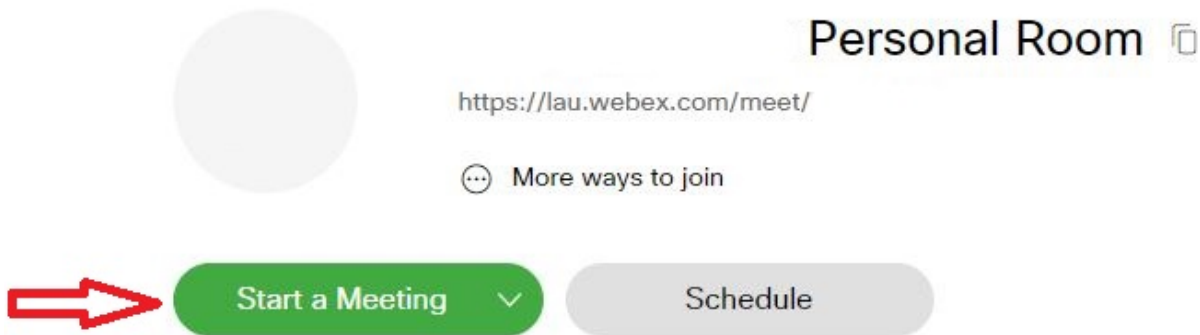 Personal Room
https://lau.webex.com/meet/
More ways to join
Start a Meeting
Schedule